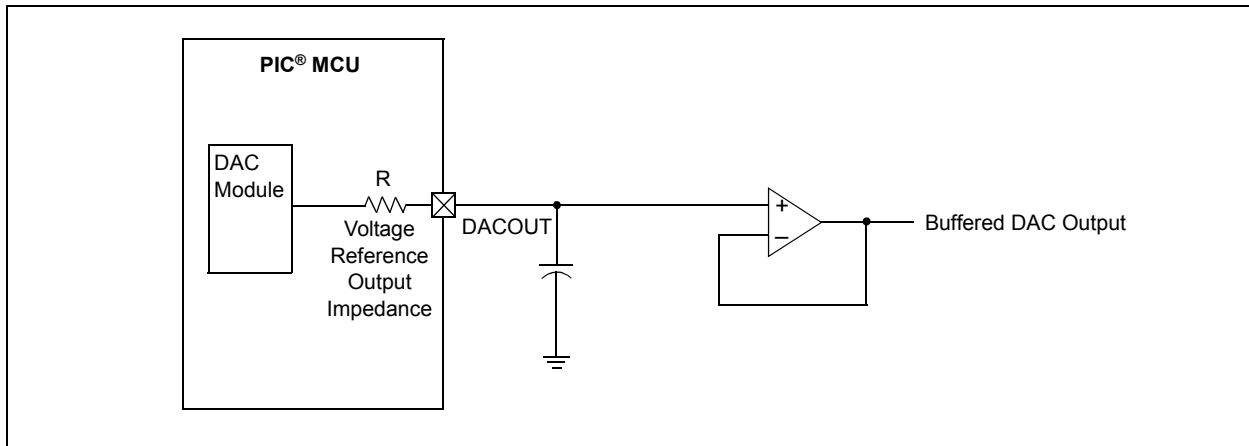 PIC® MCU
DAC
Module
R
Voltage
Reference
Output
Impedance
DACOUT
+
–
Buffered DAC Output